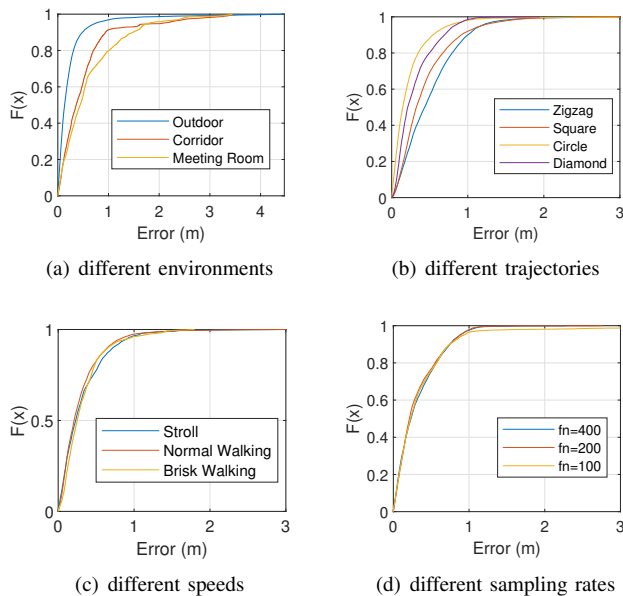 F(x)
1
0.8
0.6
0.4
0.2
0
0 1 2 3 4
Outdoor
Corridor
Meeting Room
Error (m)
(a) different environments
F(x)
1
0.8
0.6
0.4
0.2
0
0 1 2 3
Zigzag
Square
Circle
Diamond
Error (m)
(b) different trajectories
F(x)
1
0.5
0
0 1 2 3
Stroll
Normal Walking
Brisk Walking
Error (m)
(c) different speeds
F(x)
1
0.8
0.6
0.4
0.2
0
0 1 2 3
fn=400
fn=200
fn=100
Error (m)
(d) different sampling rates